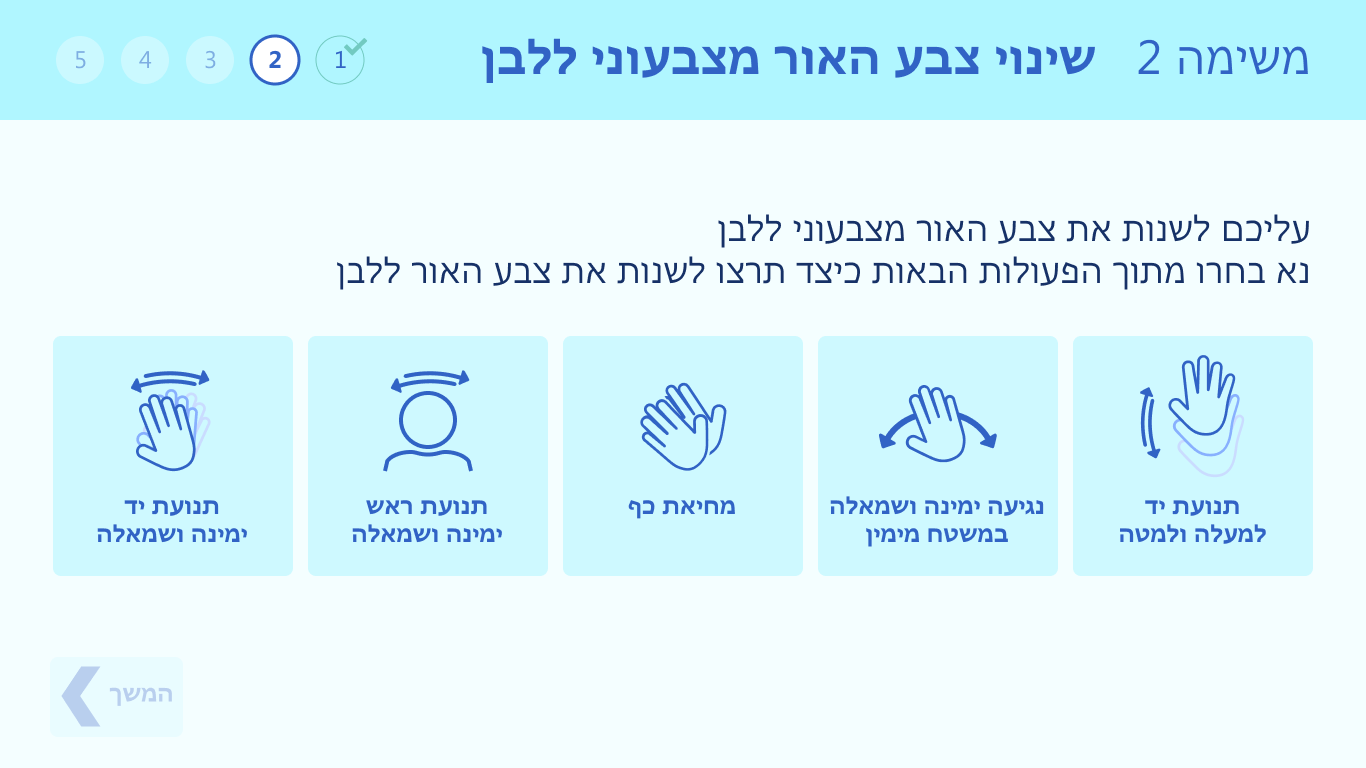 משימה 2 שינוי צבע האור מצבעוני ללבן
1 2 3 4 5
עליכם לשנות את צבע האור מצבעוני ללבן
נא בחרו מתוך הפעולות הבאות כיצד תרצו לשנות את צבע האור ללבן
תנועת יד
למעלה ולמטה
נגיעה ימינה ושמאלה
במשטח מימין
מחיאת כף
תנועת ראש
ימינה ושמאלה
תנועת יד
ימינה ושמאלה
המשך